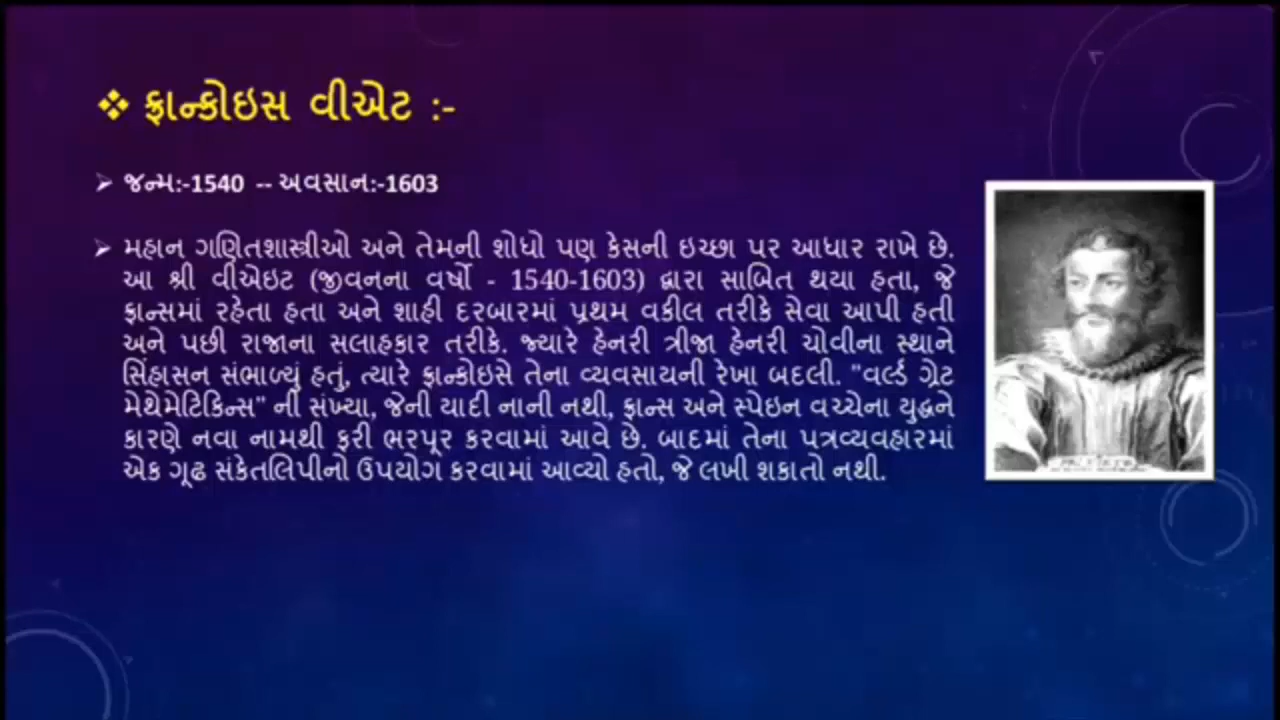 ❖ ફ્રાન્કોઇસ વીએટ :-
➢ જન્મ:-1540 -- અવસાન:-1603
➢ મહાન ગણિતશાસ્ત્રીઓ અને તેમની શોધો પણ કેસની ઇચ્છા પર આધાર રાખે છે.
આ શ્રી વીએઇટ (જીવનના વર્ષો - 1540-1603) દ્વારા સાબિત થયા હતા, જે
ફ્રાન્સમાં રહેતા હતા અને શાહી દરબારમાં પ્રથમ વકીલ તરીકે સેવા આપી હતી
અને પછી રાજાના સલાહકાર તરીકે. જ્યારે હેનરી ત્રીજા હેનરી ચોવીના સ્થાને
સિંહાસન સંભાળ્યું હતું, ત્યારે ફ્રાન્કોઇસે તેના વ્યવસાયની રેખા બદલી. "વર્લ્ડ ગ્રેટ
મેથેમેટિકિન્સ" ની સંખ્યા, જેની યાદી નાની નથી, ફ્રાન્સ અને સ્પેઇન વચ્ચેના યુદ્ધને
કારણે નવા નામથી ફરી ભરપૂર કરવામાં આવે છે. બાદમાં તેના પત્રવ્યવહારમાં
એક ગૂઢ સંકેતલિપીનો ઉપયોગ કરવામાં આવ્યો હતો, જે લખી શકાતો નથી.